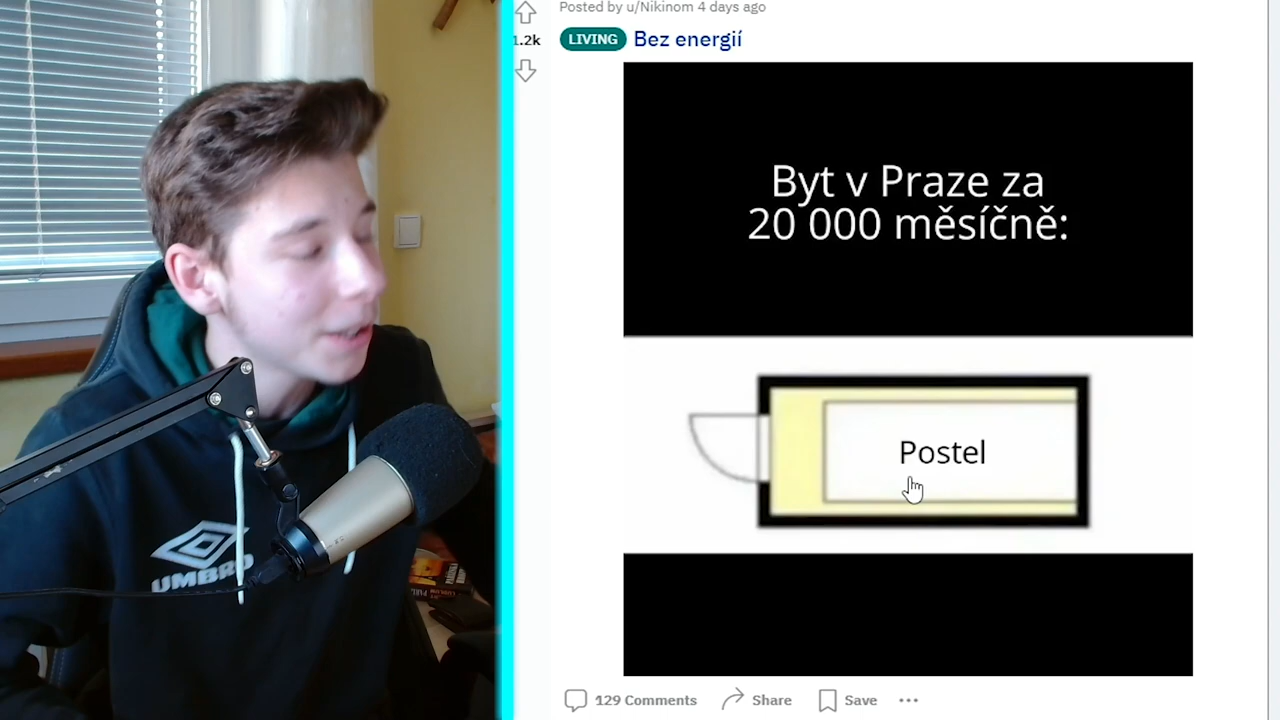 Posted by u/Nikinom 4 days ago
1.2k
LIVING Bez energií
Byt v Praze za
20 000 měsíčně:
Postel
129 Comments
Share
Save
UMBRO